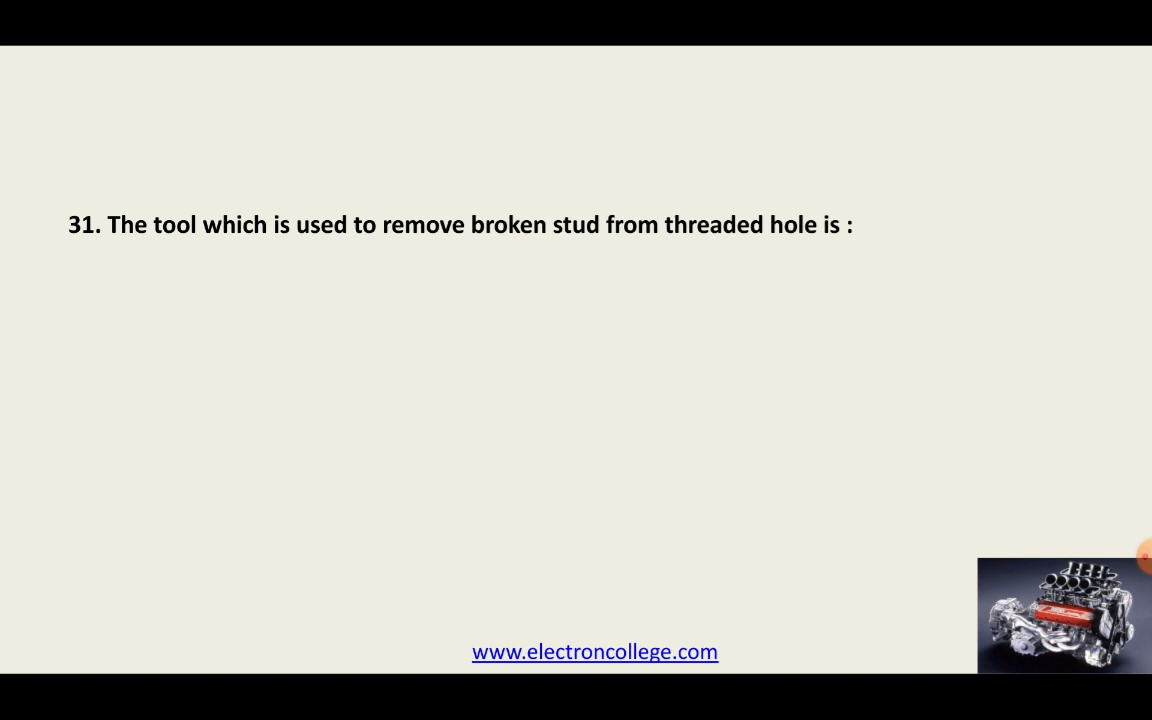 31. The tool which is used to remove broken stud from threaded hole is :
www.electroncollege.com